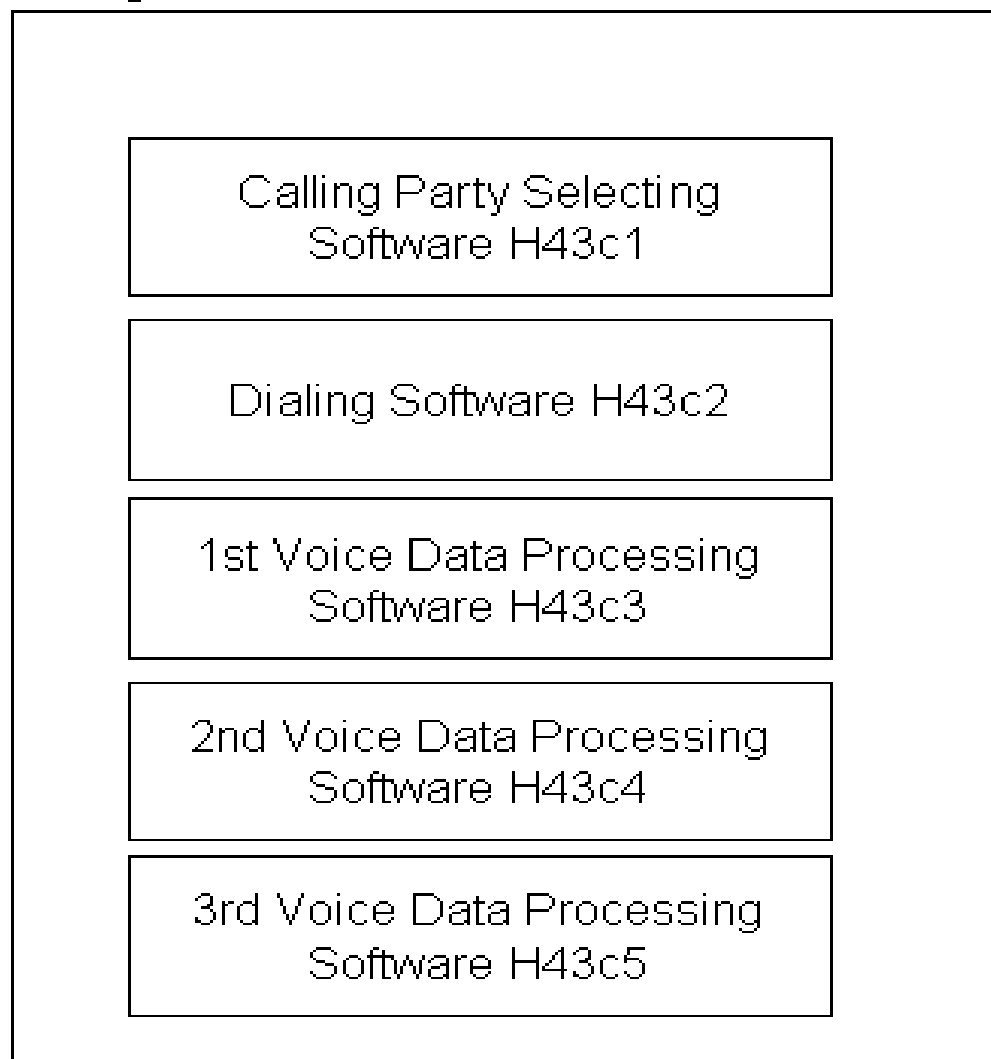 Calling Party Selecting
Software H43c1
Dialing Software H43c2
1st Voice Data Processing
Software H43c3
2nd Voice Data Processing
Software H43c4
3rd Voice Data Processing
Software H43c5